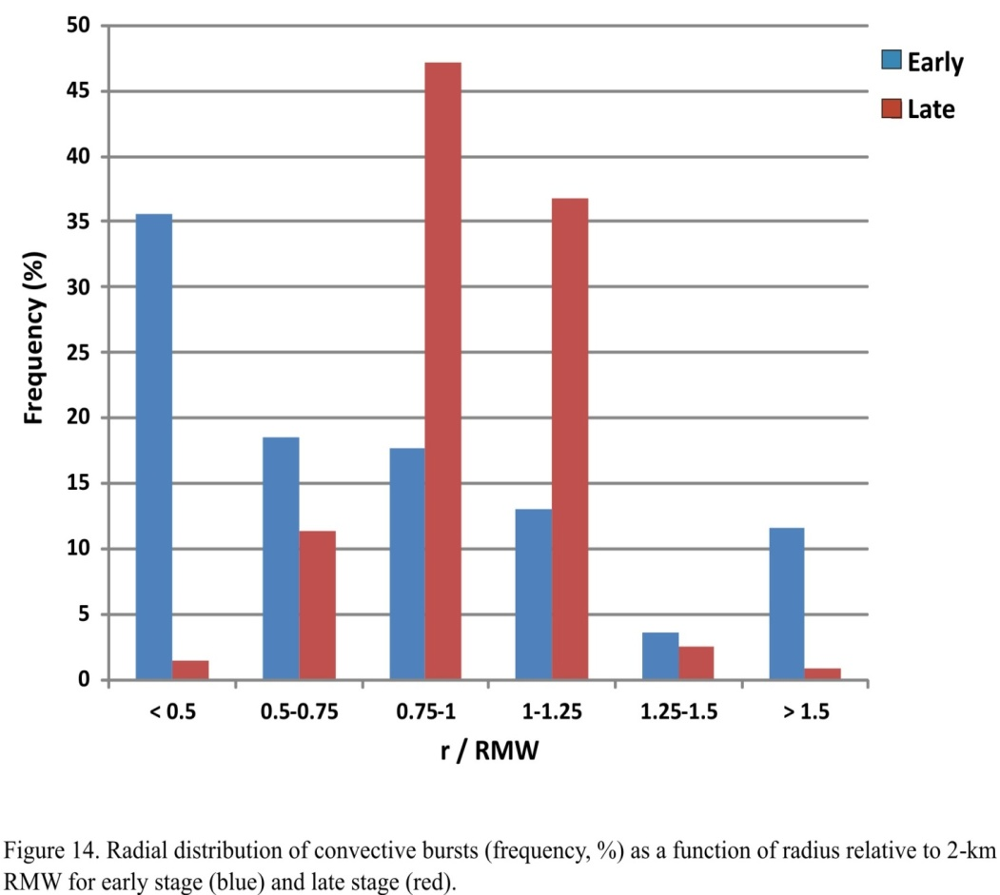 50
45
40
35
30
25
20
15
10
5
0
Frequency (%)
Early
Late
< 0.5 0.5-0.75 0.75-1 1-1.25 1.25-1.5 > 1.5
r / RMW
Figure 14. Radial distribution of convective bursts (frequency, %) as a function of radius relative to 2-km
RMW for early stage (blue) and late stage (red).